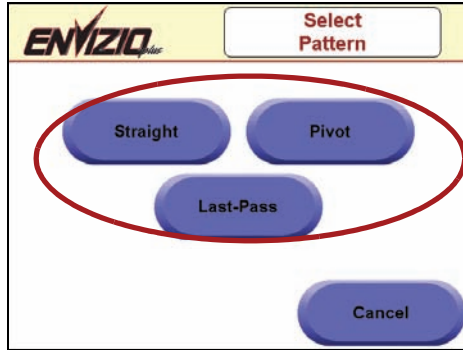 ENVIZIO plus
Select
Pattern
Straight
Pivot
Last-Pass
Cancel